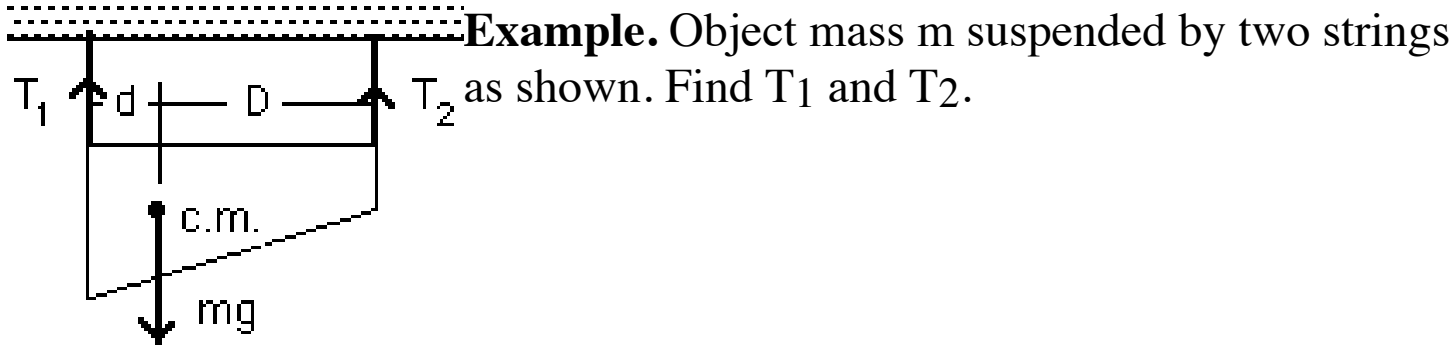 Example. Object mass m suspended by two strings
as shown. Find T1 and T2.
T1 d D T2
c.m.
mg